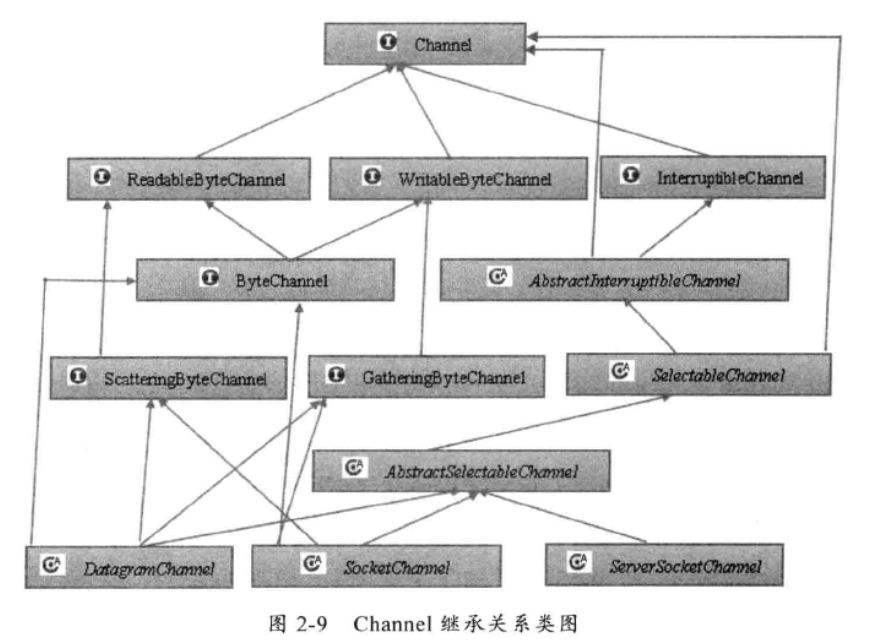 Channel
ReadableByteChannel
WritableByteChannel
InterruptibleChannel
ByteChannel
AbstractInterruptibleChannel
ScatteringByteChannel
GatheringByteChannel
SelectableChannel
AbstractSelectableChannel
DatagramChannel
SocketChannel
ServerSocketChannel
图 2-9 Channel 继承关系类图